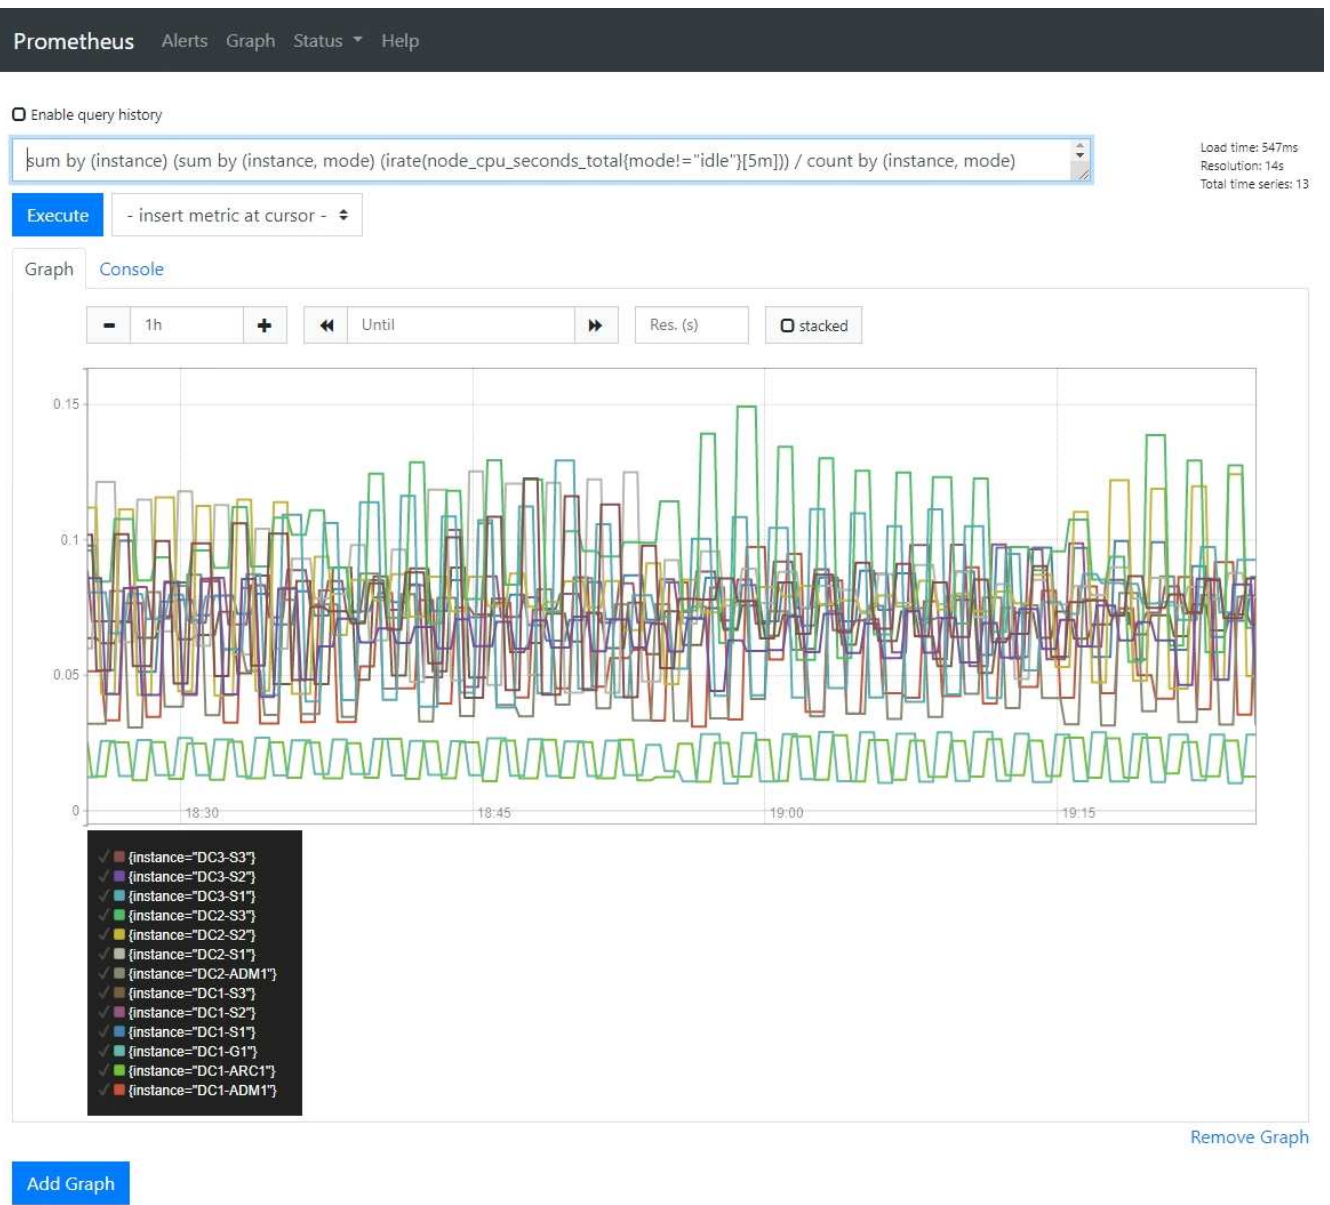 Prometheus Alerts Graph Status Help
Enable query history
sum by (instance) (sum by (instance, mode) (irate(node_cpu_seconds_total{mode!="idle"}[5m])) / count by (instance, mode)
Load time: 547ms
Resolution: 14s
Total time series: 13
Execute - insert metric at cursor -
Graph Console
1h Until Res. (s) stacked
0.15
0.1
0.05
0
18:30 18:45 19:00 19:15
{instance="DC3-S3"}
{instance="DC3-S2"}
{instance="DC3-S1"}
{instance="DC2-S3"}
{instance="DC2-S2"}
{instance="DC2-S1"}
{instance="DC2-ADM1"}
{instance="DC1-S3"}
{instance="DC1-S2"}
{instance="DC1-S1"}
{instance="DC1-G1"}
{instance="DC1-ARC1"}
{instance="DC1-ADM1"}
Remove Graph
Add Graph